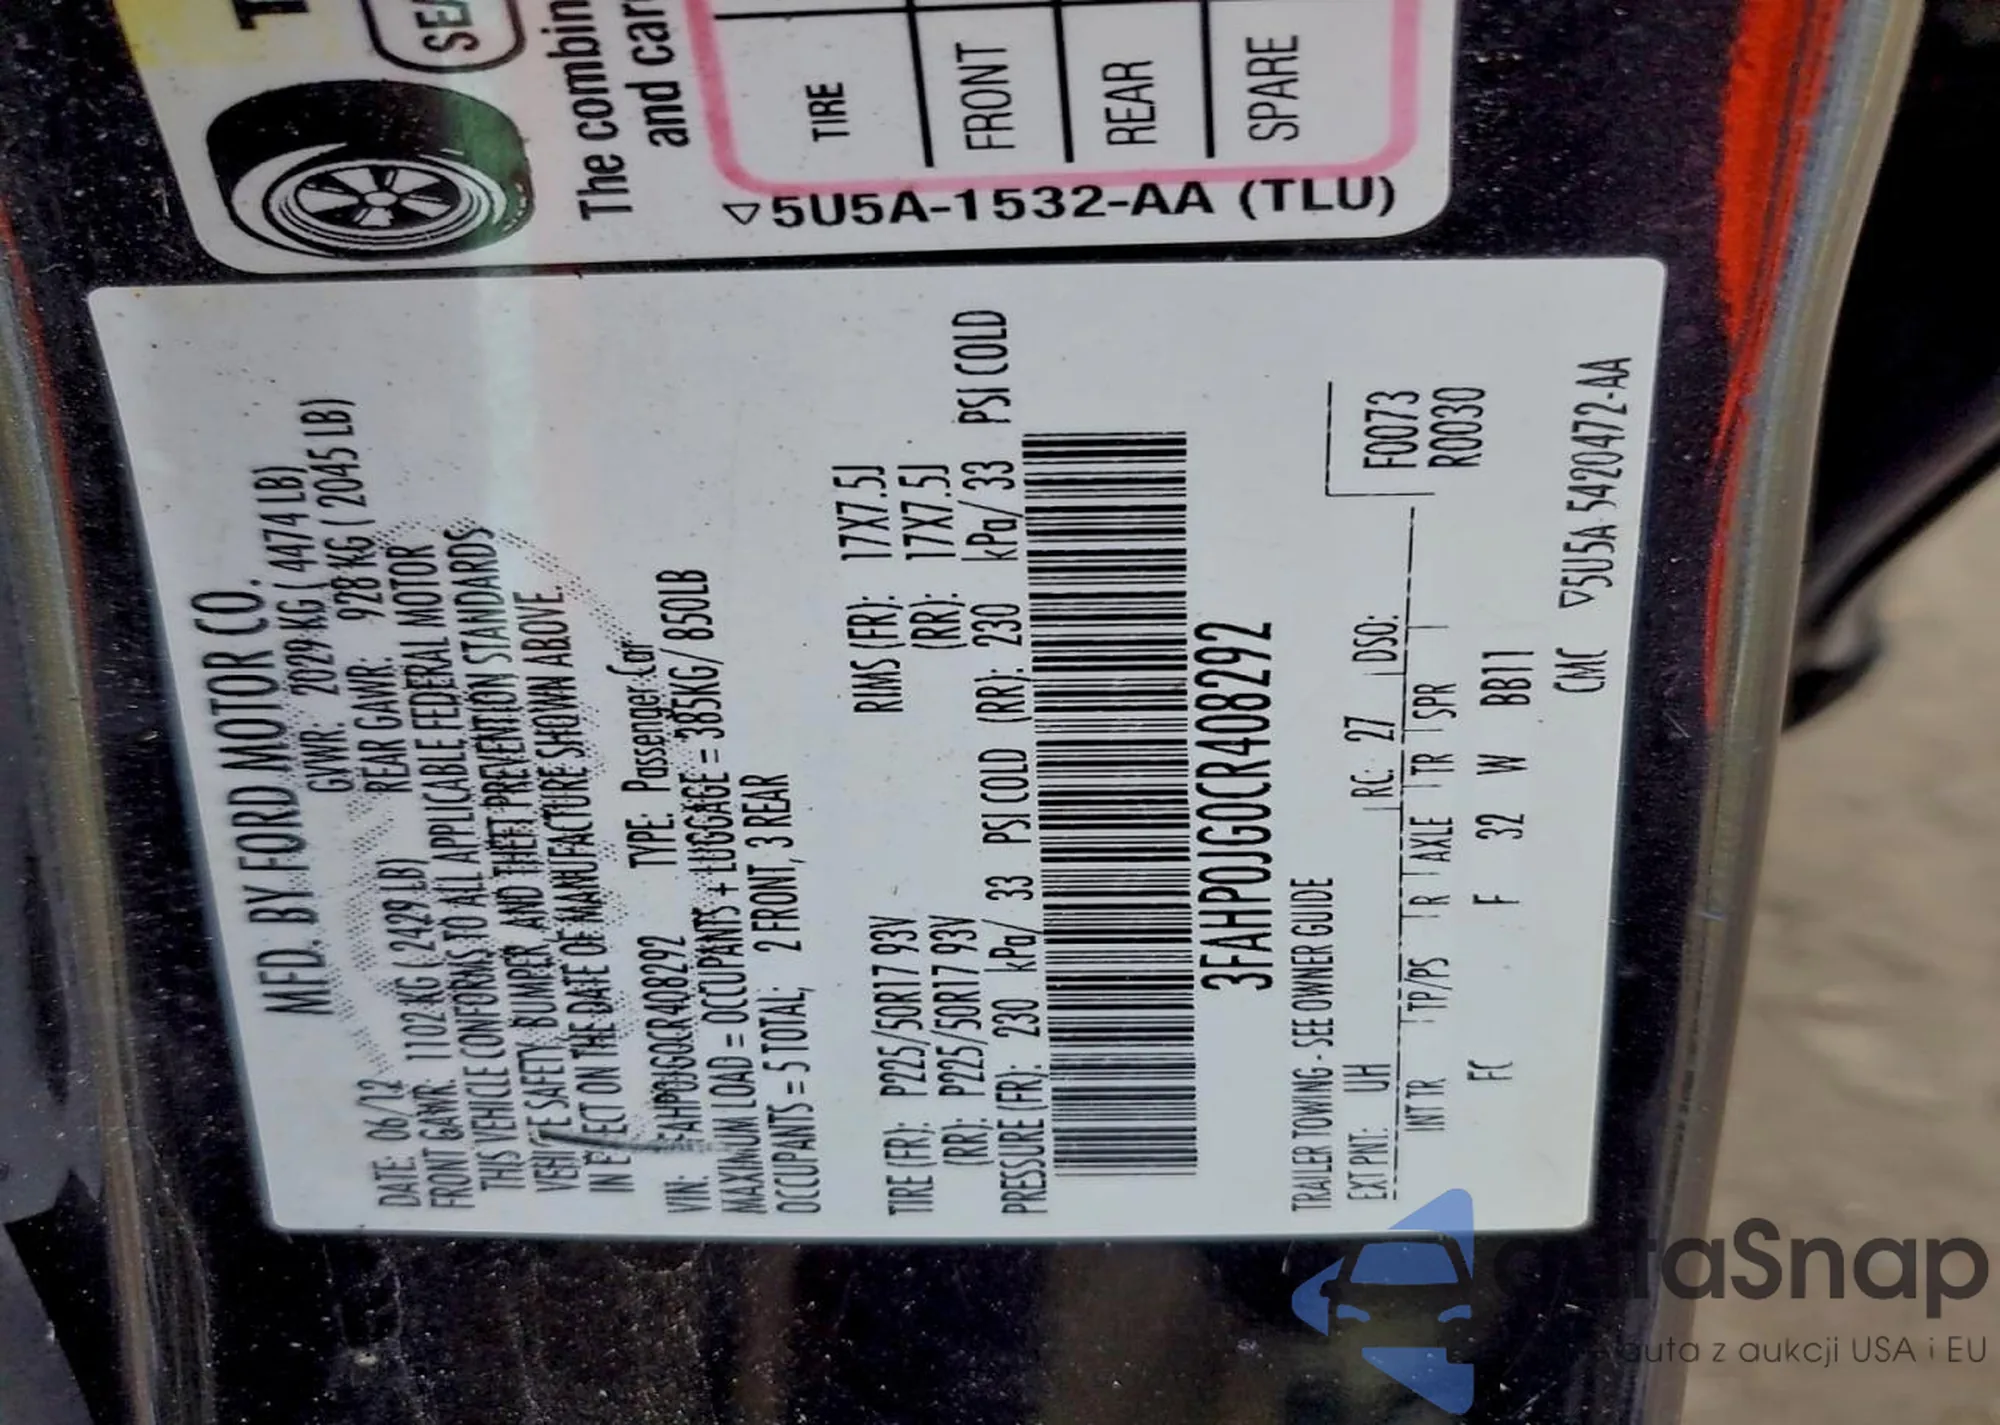 SEA
The combin
and car
TIRE
FRONT
REAR
SPARE
5U5A-1532-AA (TLU)
MFD. BY FORD MOTOR CO.
DATE: 06/12 GVWR: 2029 KG ( 4474 LB)
FRONT GAWR: 1102 KG ( 2429 LB) REAR GAWR: 928 KG ( 2045 LB)
THIS VEHICLE CONFORMS TO ALL APPLICABLE FEDERAL MOTOR
VEHICLE SAFETY, BUMPER, AND THEFT PREVENTION STANDARDS
IN EFFECT ON THE DATE OF MANUFACTURE SHOWN ABOVE.
VIN: 3FAHP0JG0CR408292 TYPE: Passenger Car
MAXIMUM LOAD = OCCUPANTS + LUGGAGE = 385KG/ 850LB
OCCUPANTS = 5 TOTAL; 2 FRONT, 3 REAR
TIRE (FR): P225/50R17 93V RIMS (FR): 17X7.5J
(RR): P225/50R17 93V (RR): 17X7.5J
PRESSURE (FR): 230 kPa/ 33 PSI COLD (RR): 230 kPa/ 33 PSI COLD
3FAHP0JG0CR408292
TRAILER TOWING - SEE OWNER GUIDE
EXT PNT: UH RC: 27 DSO: F0073
INT TR TP/PS R AXLE TR SPR R0030
FC F 32 W BB11
CMC 5U5A 5420472-AA
autaSnap
auta z aukcji USA i EU